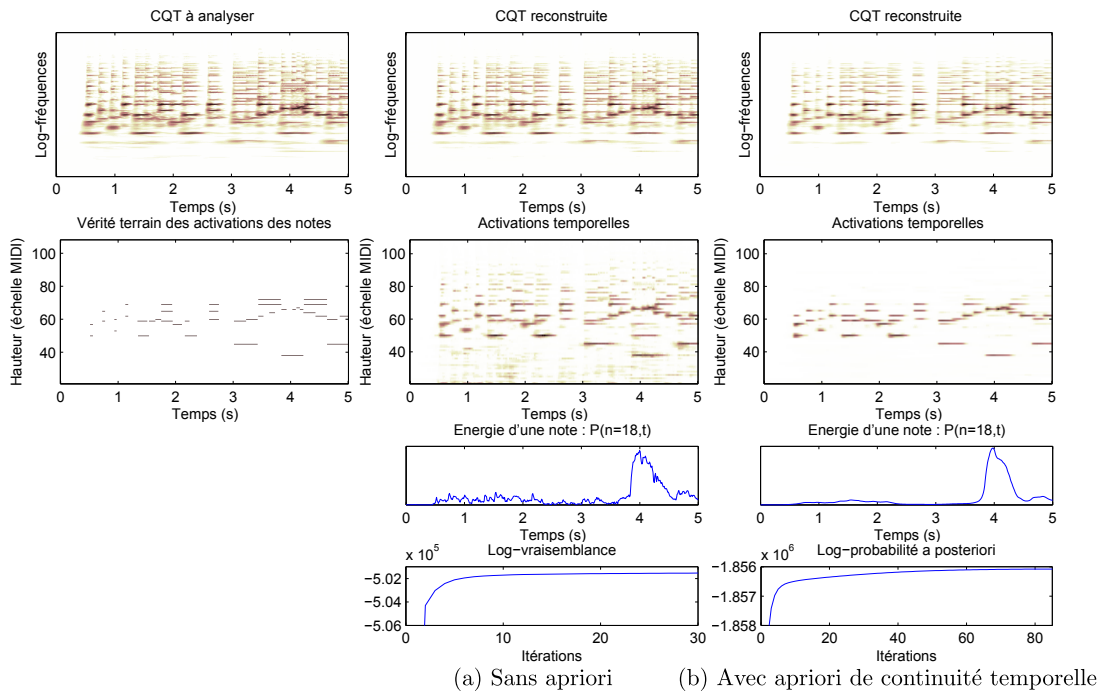 CQT à analyser
CQT reconstruite
CQT reconstruite
Log−fréquences
Log−fréquences
Log−fréquences
0 1 2 3 4 5
0 1 2 3 4 5
0 1 2 3 4 5
Temps (s)
Temps (s)
Temps (s)
Vérité terrain des activations des notes
Activations temporelles
Activations temporelles
Hauteur (échelle MIDI)
Hauteur (échelle MIDI)
Hauteur (échelle MIDI)
100
80
60
40
100
80
60
40
100
80
60
40
0 1 2 3 4 5
0 1 2 3 4 5
0 1 2 3 4 5
Temps (s)
Temps (s)
Temps (s)
Energie d'une note : P(n=18,t)
Energie d'une note : P(n=18,t)
0 1 2 3 4 5
0 1 2 3 4 5
Temps (s)
Temps (s)
x 10^5
Log−vraisemblance
x 10^6
Log−probabilité a posteriori
−5.02
−5.04
−5.06
−1.856
−1.857
−1.858
0 10 20 30
0 20 40 60 80
Itérations
Itérations
(a) Sans apriori
(b) Avec apriori de continuité temporelle